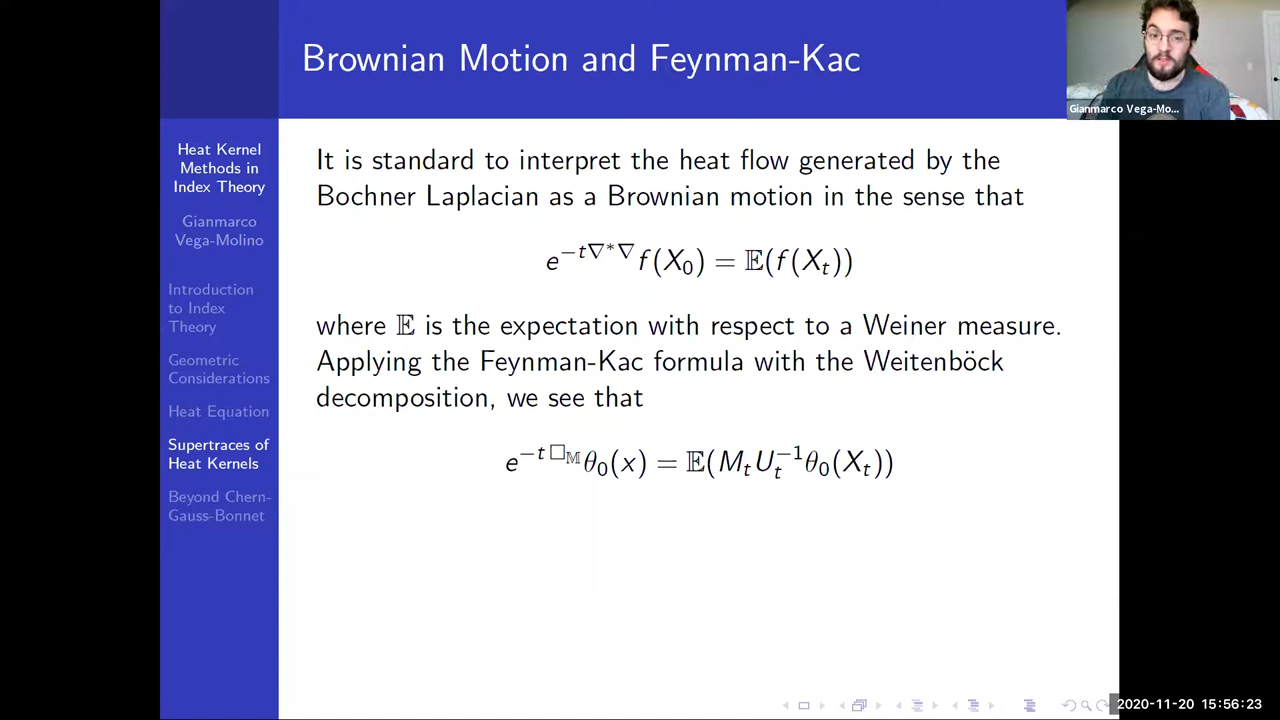 Brownian Motion and Feynman-Kac
Gianmarco Vega-Mo...
Heat Kernel
Methods in
Index Theory
Gianmarco
Vega-Molino
Introduction
to Index
Theory
Geometric
Considerations
Heat Equation
Supertraces of
Heat Kernels
Beyond Chern-
Gauss-Bonnet
It is standard to interpret the heat flow generated by the
Bochner Laplacian as a Brownian motion in the sense that
e^{−t∇*∇} f(X₀) = 𝔼(f(X_t))
where 𝔼 is the expectation with respect to a Weiner measure.
Applying the Feynman-Kac formula with the Weitenböck
decomposition, we see that
e^{−t □_𝕄} θ₀(x) = 𝔼(M_t U_t^{−1} θ₀(X_t))
2020-11-20 15:56:23